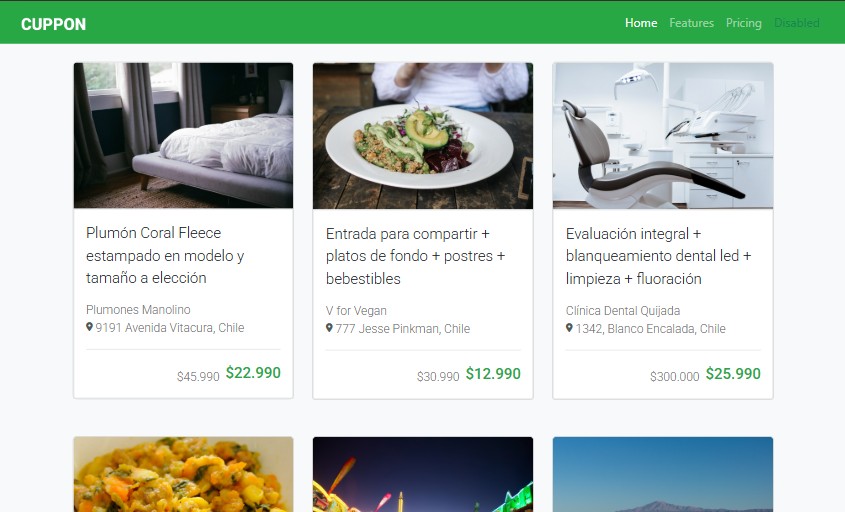 CUPPON
Home Features Pricing Disabled
Plumón Coral Fleece
estampado en modelo y
tamaño a elección
Plumones Manolino
9191 Avenida Vitacura, Chile
$45.990 $22.990
Entrada para compartir +
platos de fondo + postres +
bebestibles
V for Vegan
777 Jesse Pinkman, Chile
$30.990 $12.990
Evaluación integral +
blanqueamiento dental led +
limpieza + fluoración
Clínica Dental Quijada
1342, Blanco Encalada, Chile
$300.000 $25.990